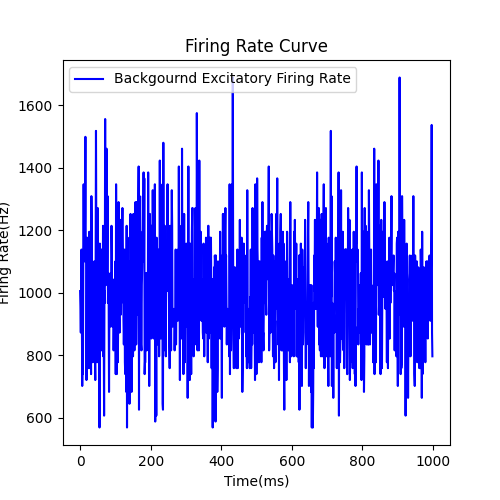 Firing Rate Curve
Backgournd Excitatory Firing Rate
Firing Rate(Hz)
1600
1400
1200
1000
800
600
0 200 400 600 800 1000
Time(ms)